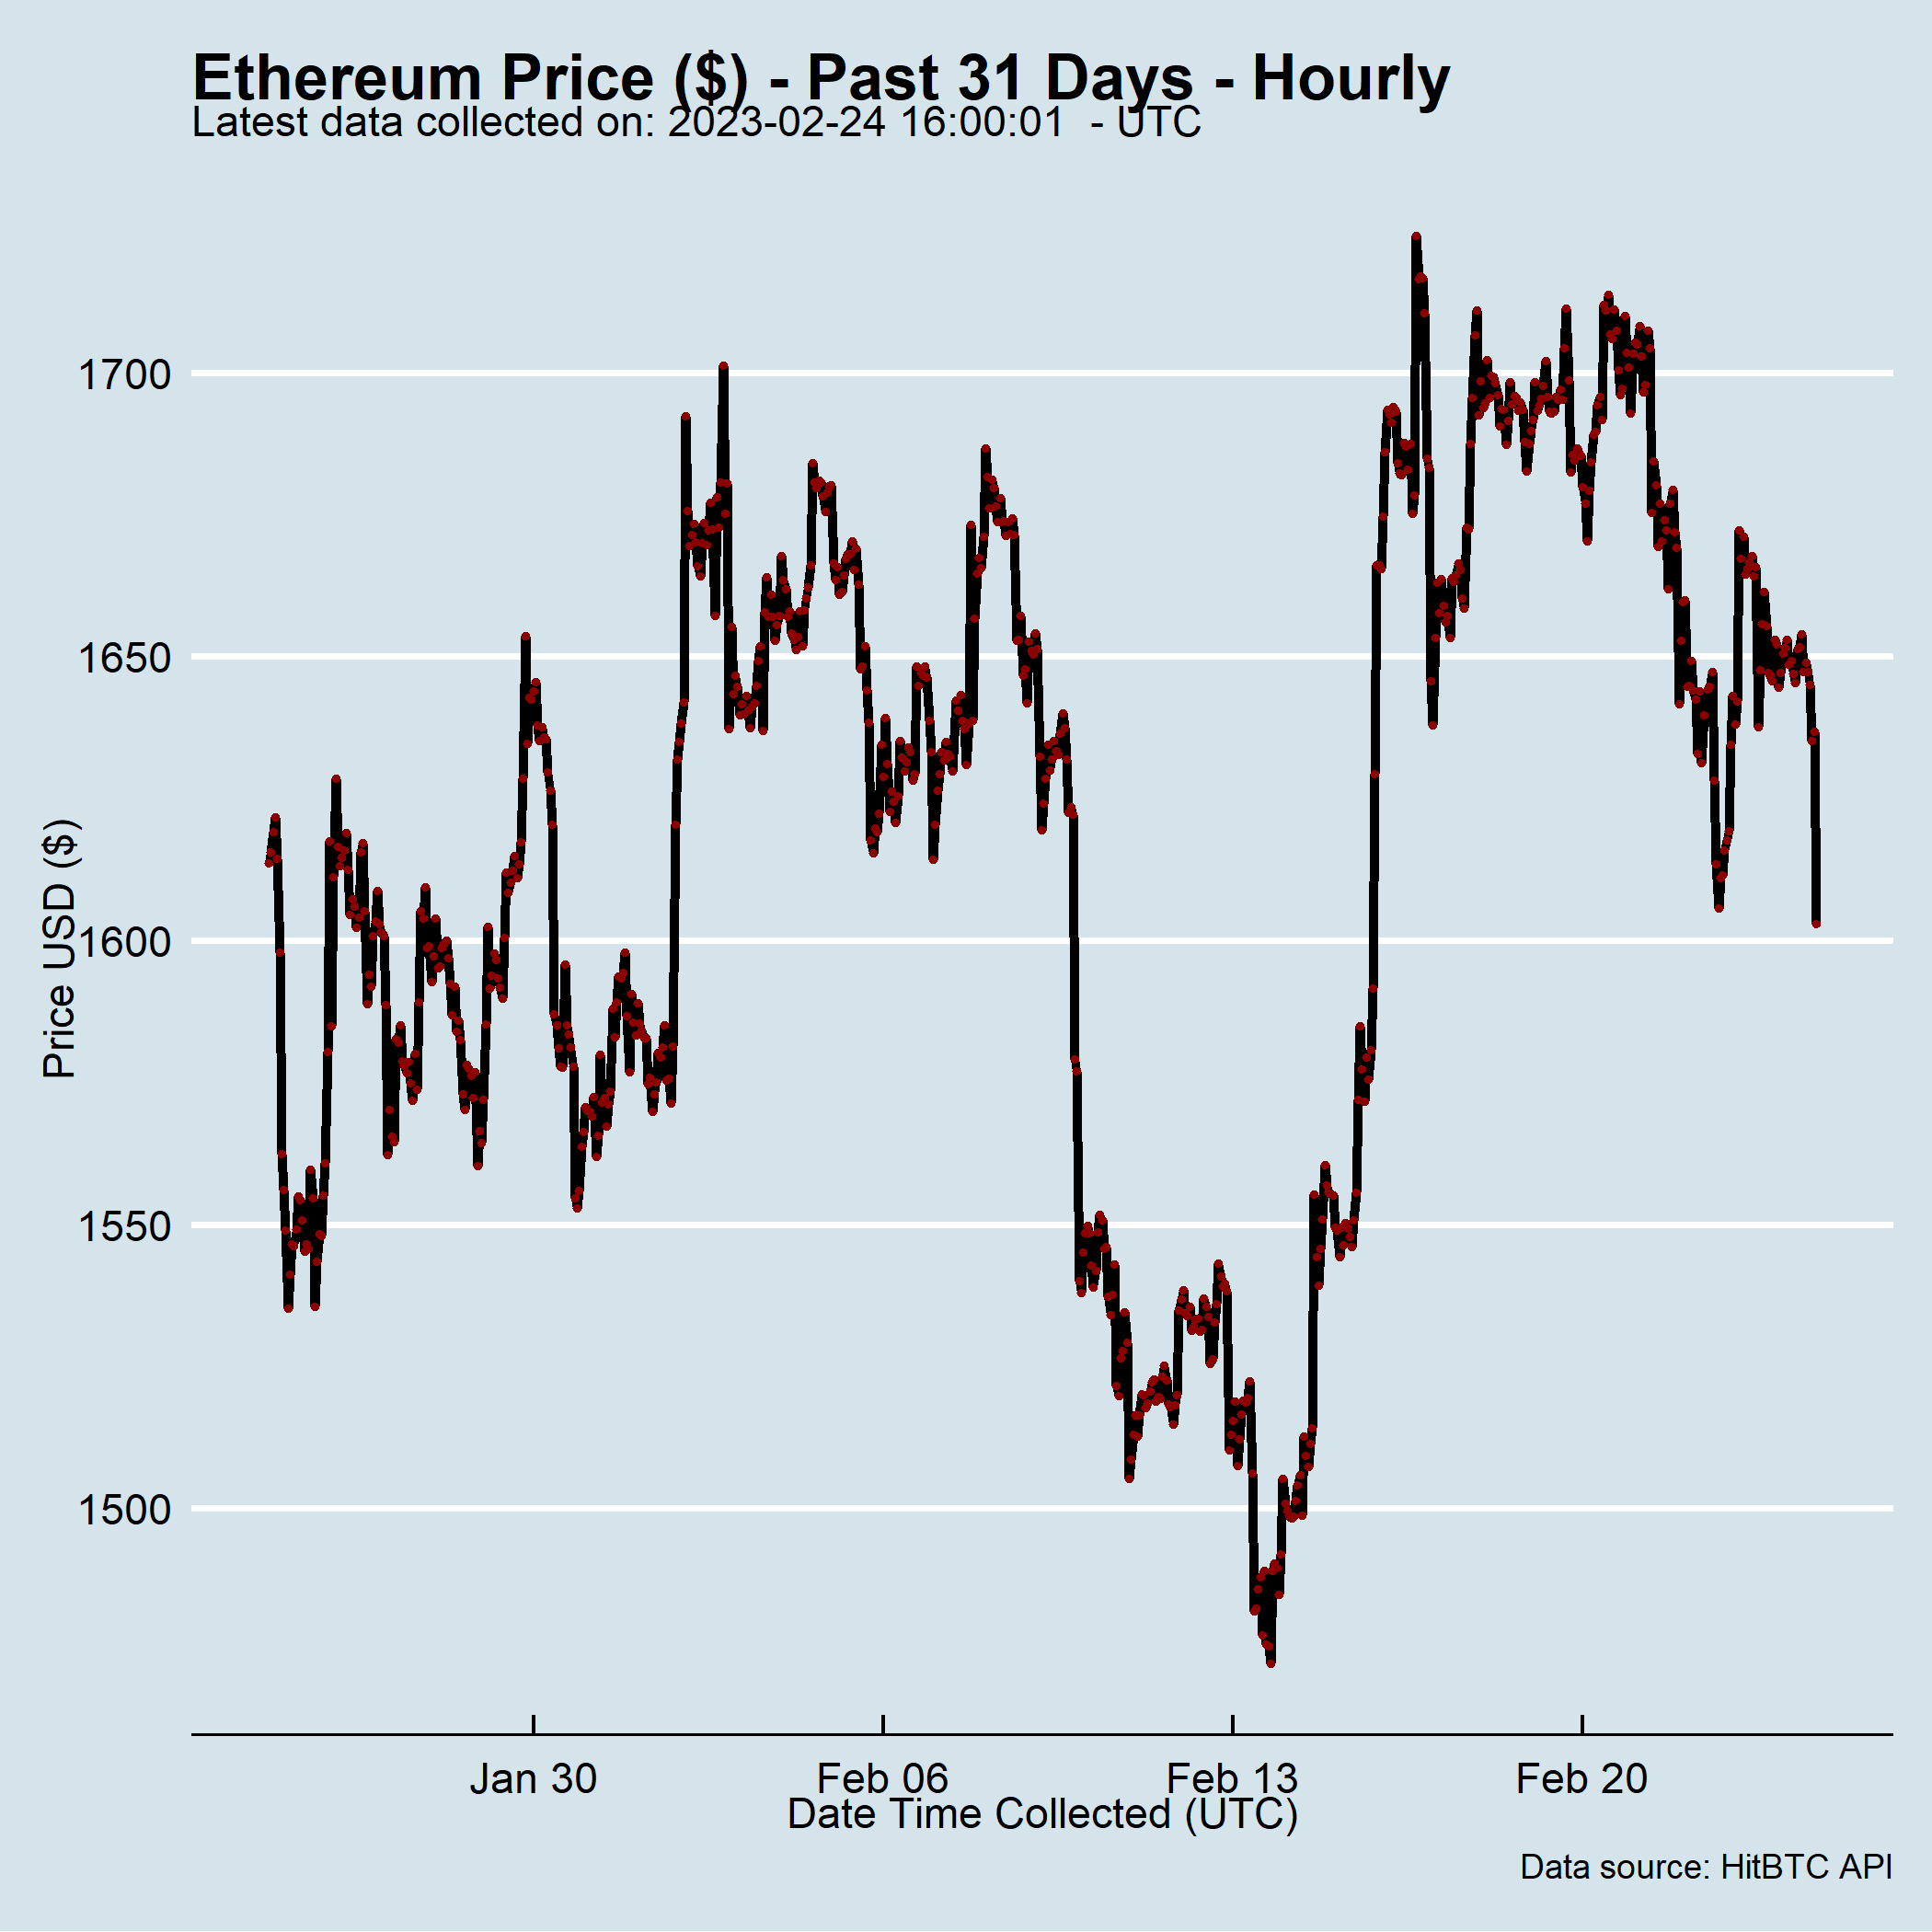 Ethereum Price ($) - Past 31 Days - Hourly
Latest data collected on: 2023-02-24 16:00:01  - UTC
Price USD ($)
1700
1650
1600
1550
1500
Jan 30 Feb 06 Feb 13 Feb 20
Date Time Collected (UTC)
Data source: HitBTC API